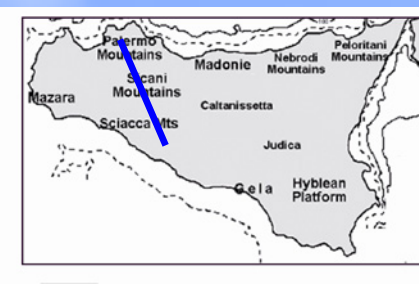 Palermo
Mountains
Madonie
Nebrodi
Mountains
Peloritani
Mountains
Sicani
Mountains
Mazara
Caltanissetta
Sciacca Mts
Judica
Gela
Hyblean
Platform